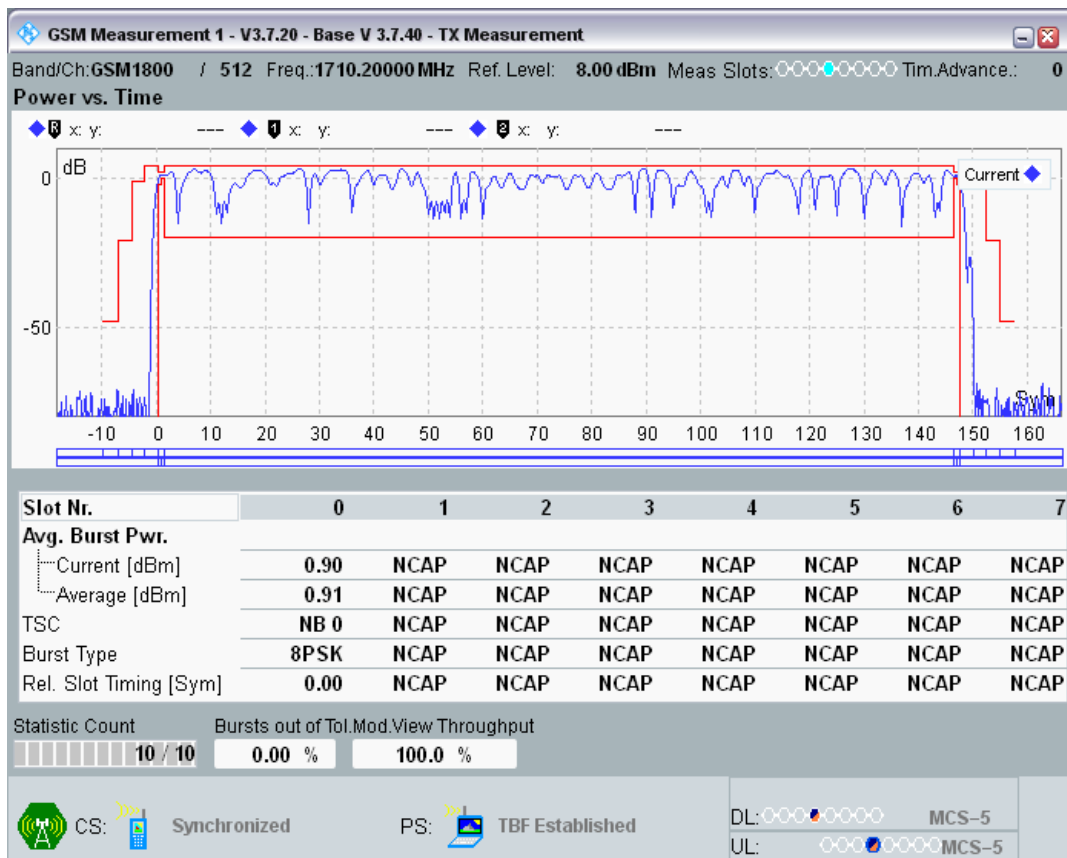 GSM Measurement 1 - V3.7.20 - Base V 3.7.40 - TX Measurement
Band/Ch:GSM1800 / 512 Freq.:1710.20000 MHz Ref. Level: 8.00 dBm Meas Slots: Tim.Advance.: 0
Power vs. Time
R x: y: --- 1 x: y: --- 2 x: y: ---
dB
0
Current
-50
Sym
-10 0 10 20 30 40 50 60 70 80 90 100 110 120 130 140 150 160
Slot Nr. 0 1 2 3 4 5 6 7
Avg. Burst Pwr.
Current [dBm] 0.90 NCAP NCAP NCAP NCAP NCAP NCAP NCAP
Average [dBm] 0.91 NCAP NCAP NCAP NCAP NCAP NCAP NCAP
TSC NB 0 NCAP NCAP NCAP NCAP NCAP NCAP NCAP
Burst Type 8PSK NCAP NCAP NCAP NCAP NCAP NCAP NCAP
Rel. Slot Timing [Sym] 0.00 NCAP NCAP NCAP NCAP NCAP NCAP NCAP
Statistic Count Bursts out of Tol.Mod.View Throughput
10 / 10 0.00 % 100.0 %
CS: Synchronized PS: TBF Established
DL: MCS-5
UL: MCS-5